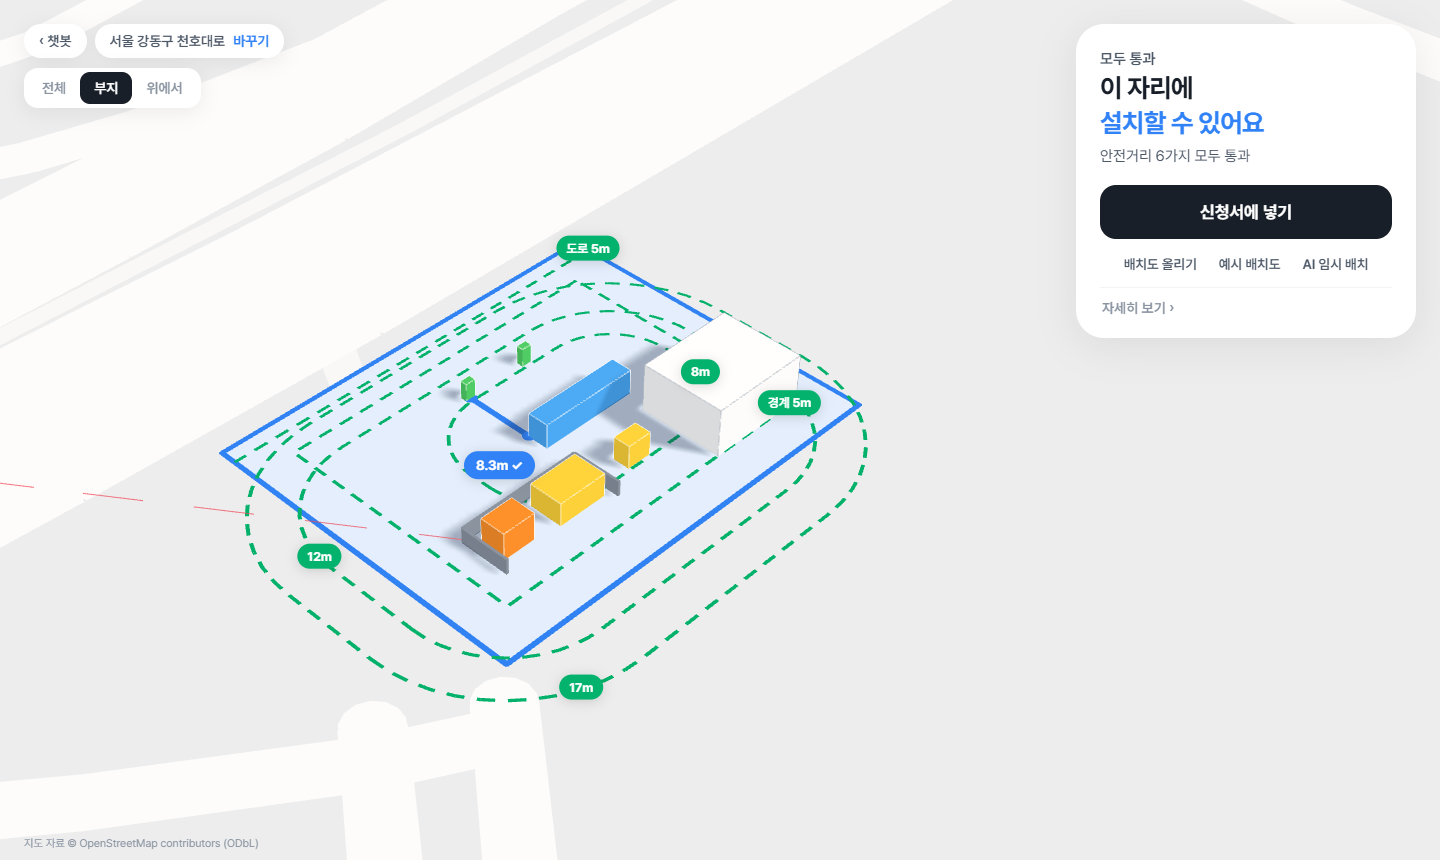 ‹ 챗봇
서울 강동구 천호대로 바꾸기
전체 부지 위에서
모두 통과
이 자리에
설치할 수 있어요
안전거리 6가지 모두 통과
신청서에 넣기
배치도 올리기 예시 배치도 AI 임시 배치
자세히 보기 ›
도로 5m
8m
경계 5m
8.3m ✓
12m
17m
지도 자료 © OpenStreetMap contributors (ODbL)